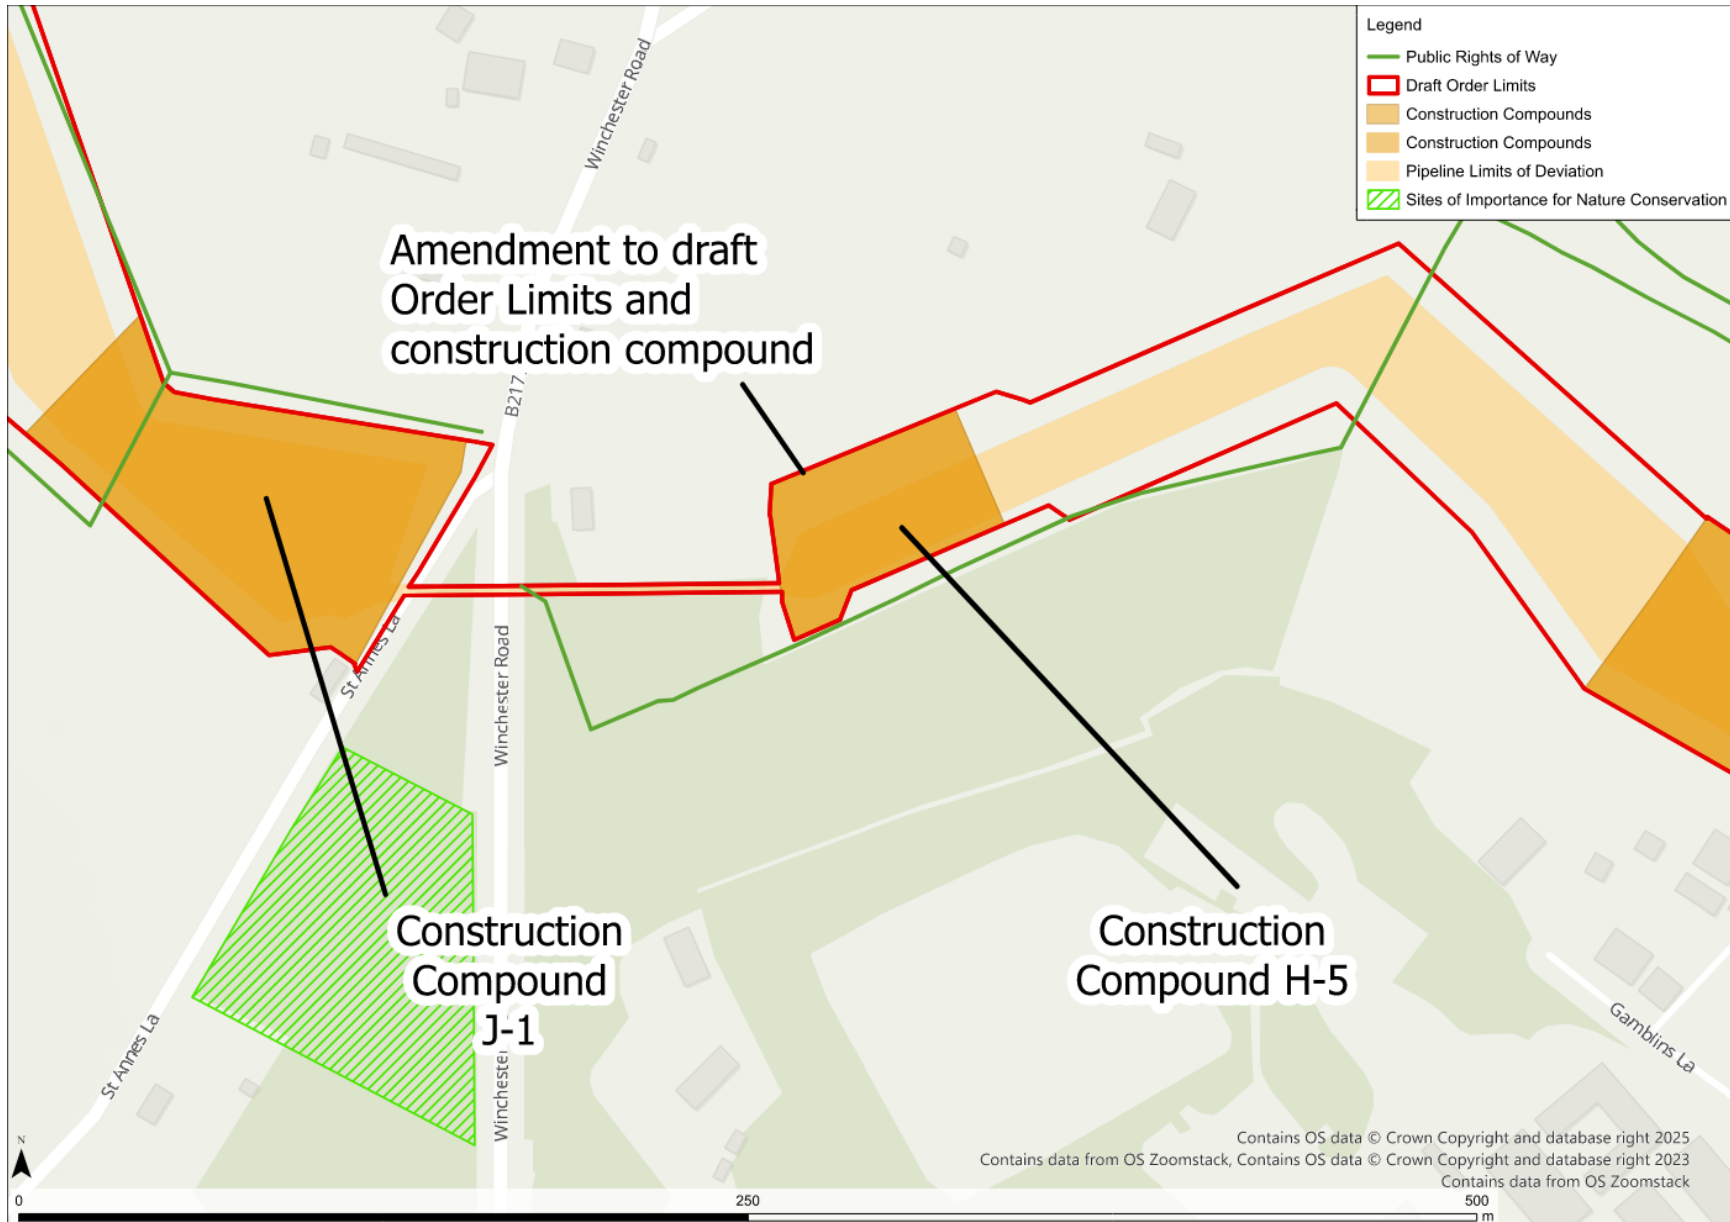 Legend
Public Rights of Way
Draft Order Limits
Construction Compounds
Construction Compounds
Pipeline Limits of Deviation
Sites of Importance for Nature Conservation
Winchester Road
Amendment to draft
Order Limits and
construction compound
B217
St Annes La
Winchester Road
Construction
Compound
J-1
Construction
Compound H-5
St Annes La
Winchester
Gamblins La
N
Contains OS data © Crown Copyright and database right 2025
Contains data from OS Zoomstack, Contains OS data © Crown Copyright and database right 2023
Contains data from OS Zoomstack
0
250
500
m